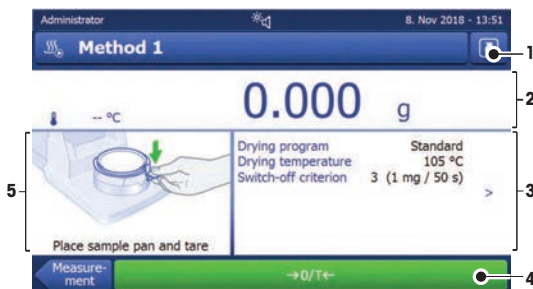 Administrator 8. Nov 2018 - 13:51
Method 1
1
-- °C 0.000 g
2
Drying program Standard
Drying temperature 105 °C
Switch-off criterion 3 (1 mg / 50 s)
>
3
5
Place sample pan and tare
Measure-
ment
→0/T←
4